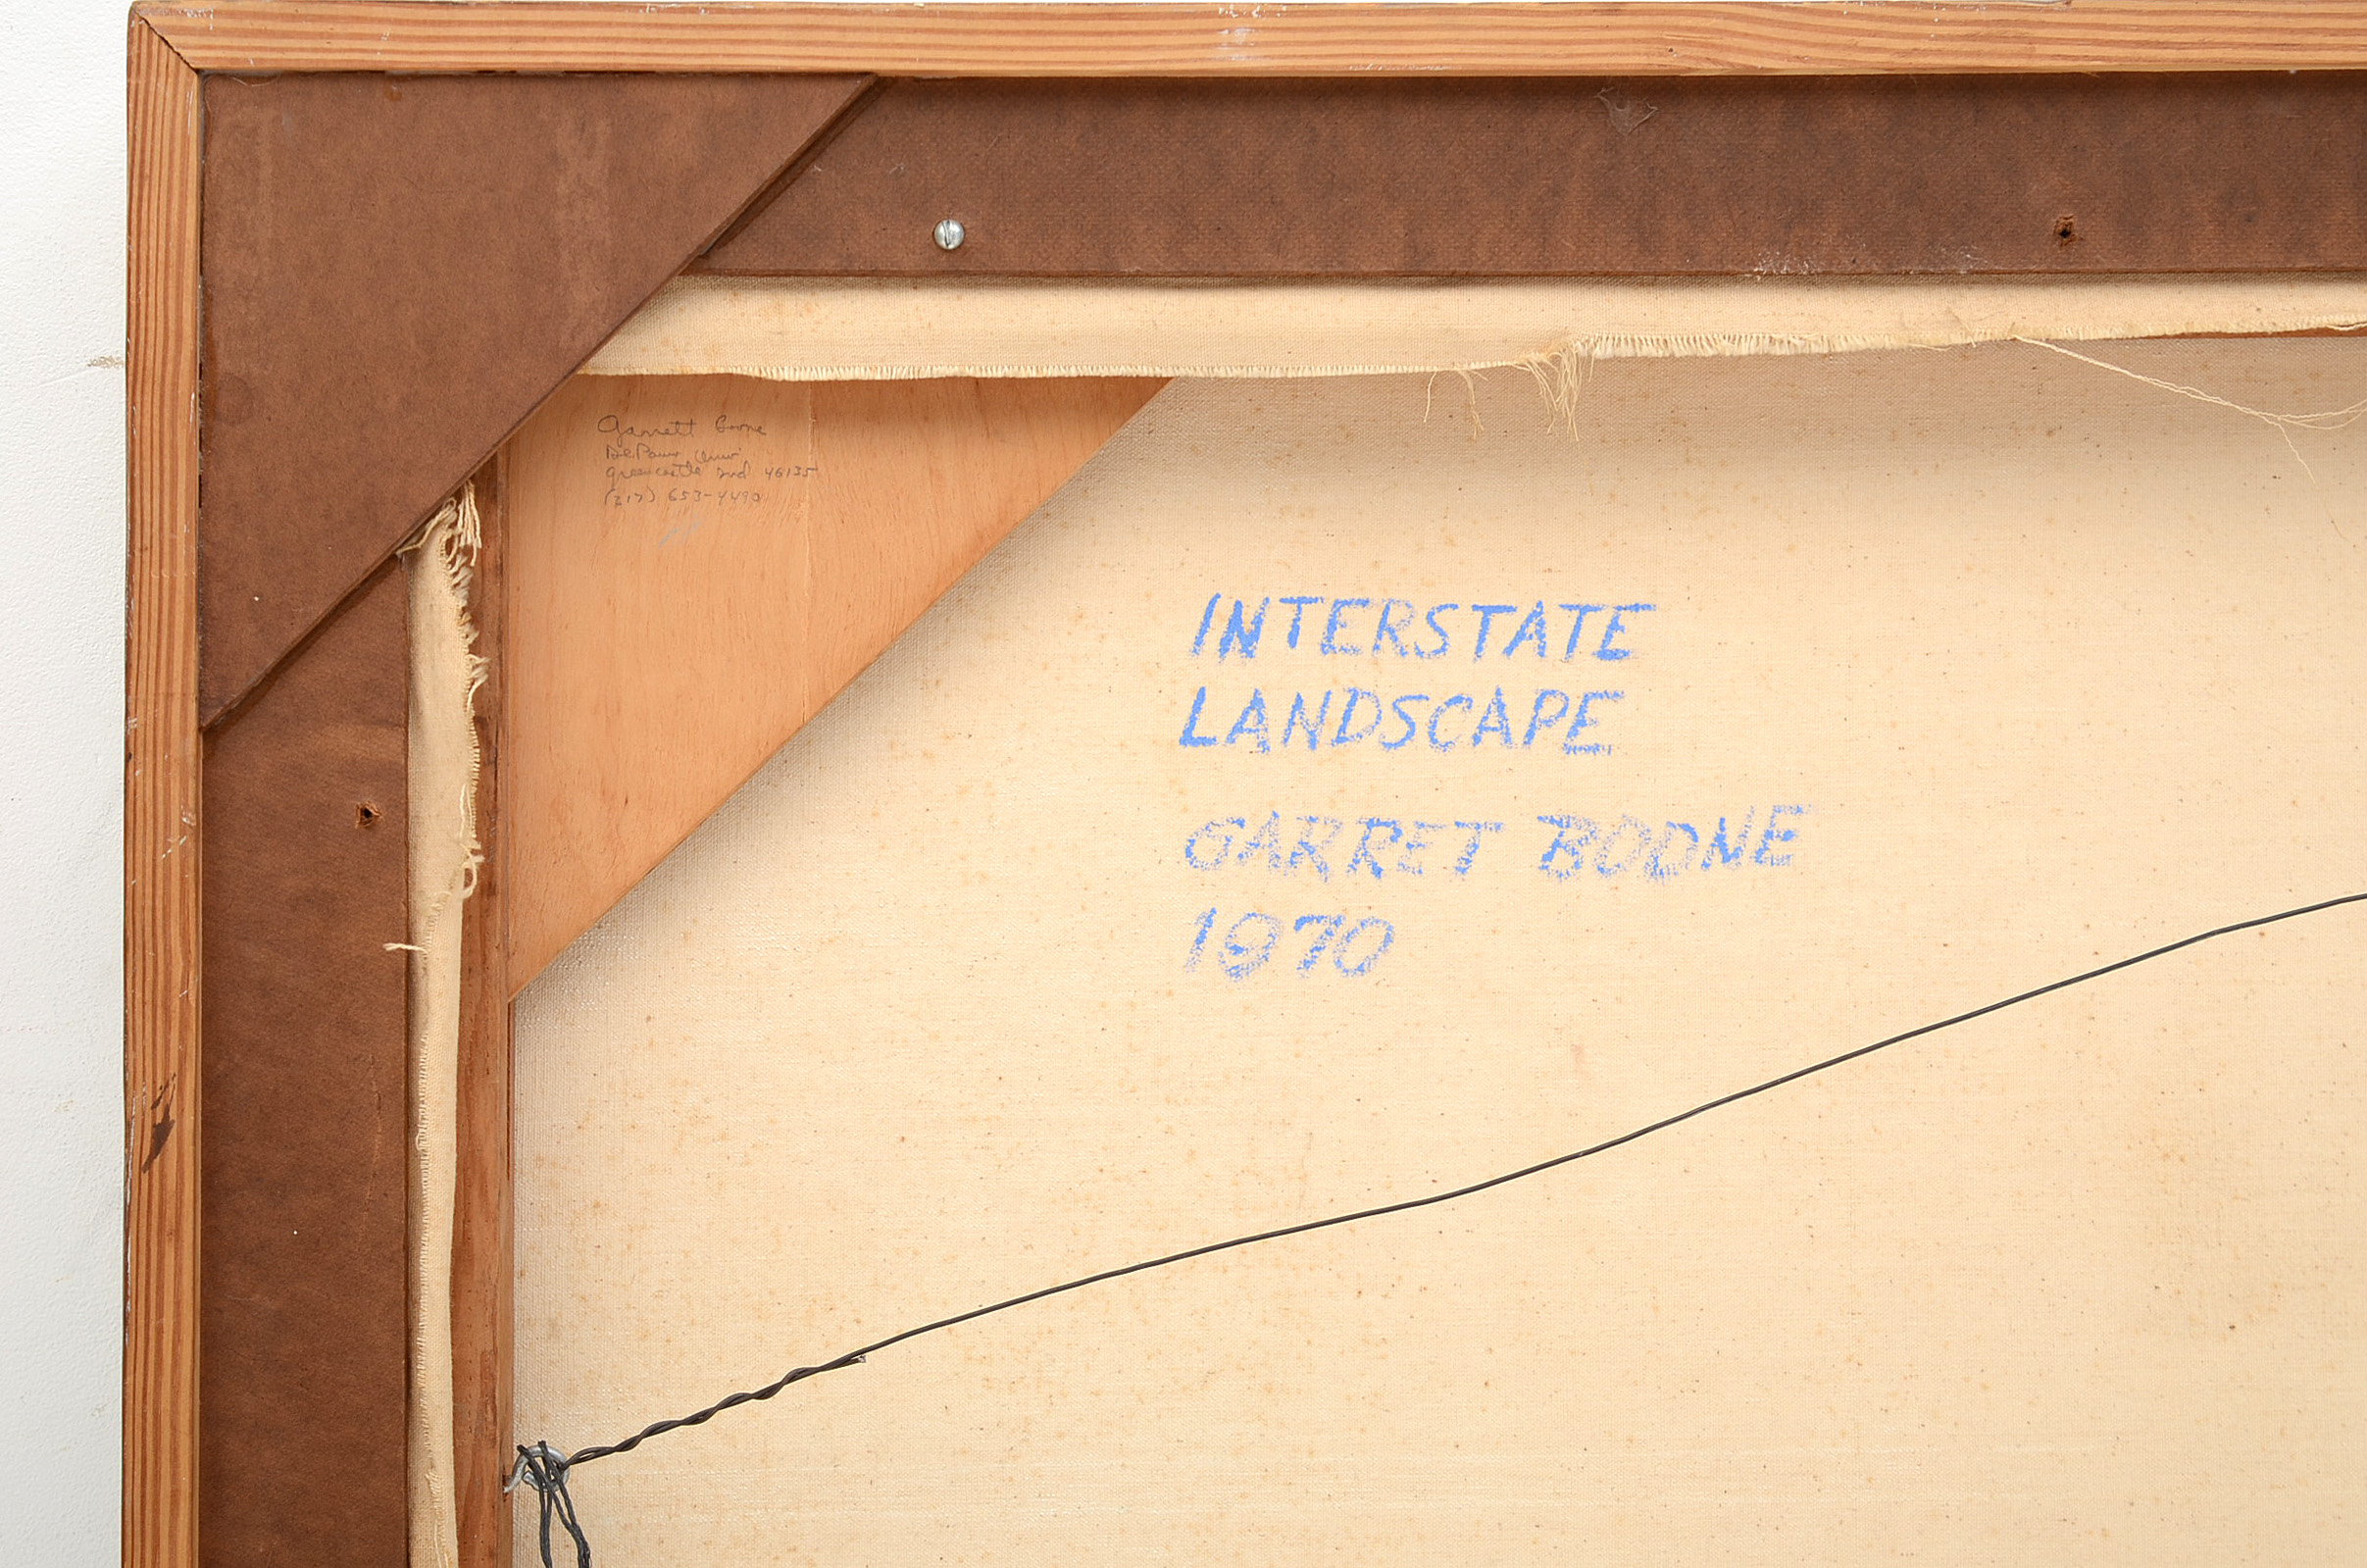 Garrett Boone
DePauw Univ
Greencastle Ind 46135
(317) 653-4490
INTERSTATE
LANDSCAPE
GARRET BOONE
1970